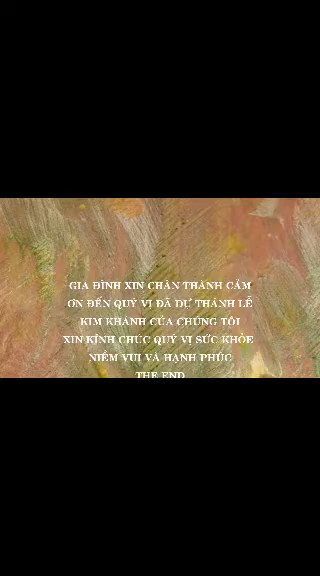 GIA ĐÌNH XIN CHÂN THÀNH CẢM
ƠN ĐẾN QUÝ VỊ ĐÃ DỰ THÁNH LỄ
KIM KHÁNH CỦA CHÚNG TÔI
XIN KÍNH CHÚC QUÝ VỊ SỨC KHỎE
NIỀM VUI VÀ HẠNH PHÚC
THE END